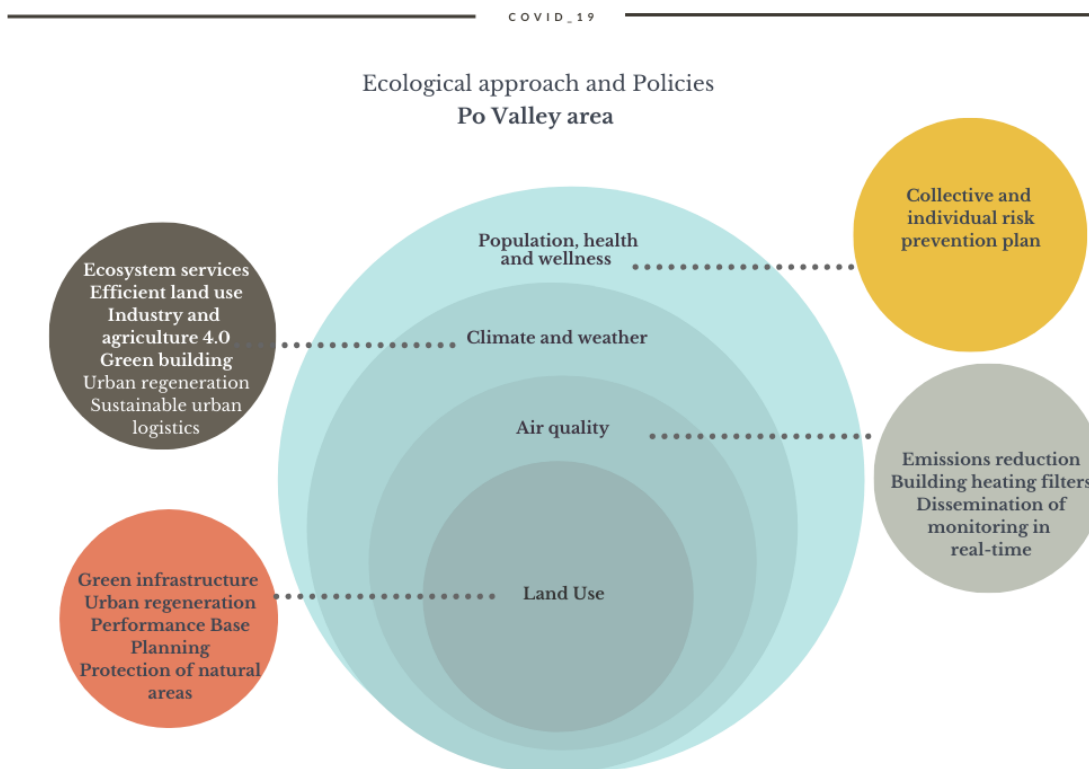 COVID_19
Ecological approach and Policies
Po Valley area
Collective and
individual risk
prevention plan
Population, health
and wellness
Ecosystem services
Efficient land use
Industry and
agriculture 4.0
Green building
Urban regeneration
Sustainable urban
logistics
Climate and weather
Air quality
Emissions reduction
Building heating filters
Dissemination of
monitoring in
real-time
Green infrastructure
Urban regeneration
Performance Base
Planning
Protection of natural
areas
Land Use